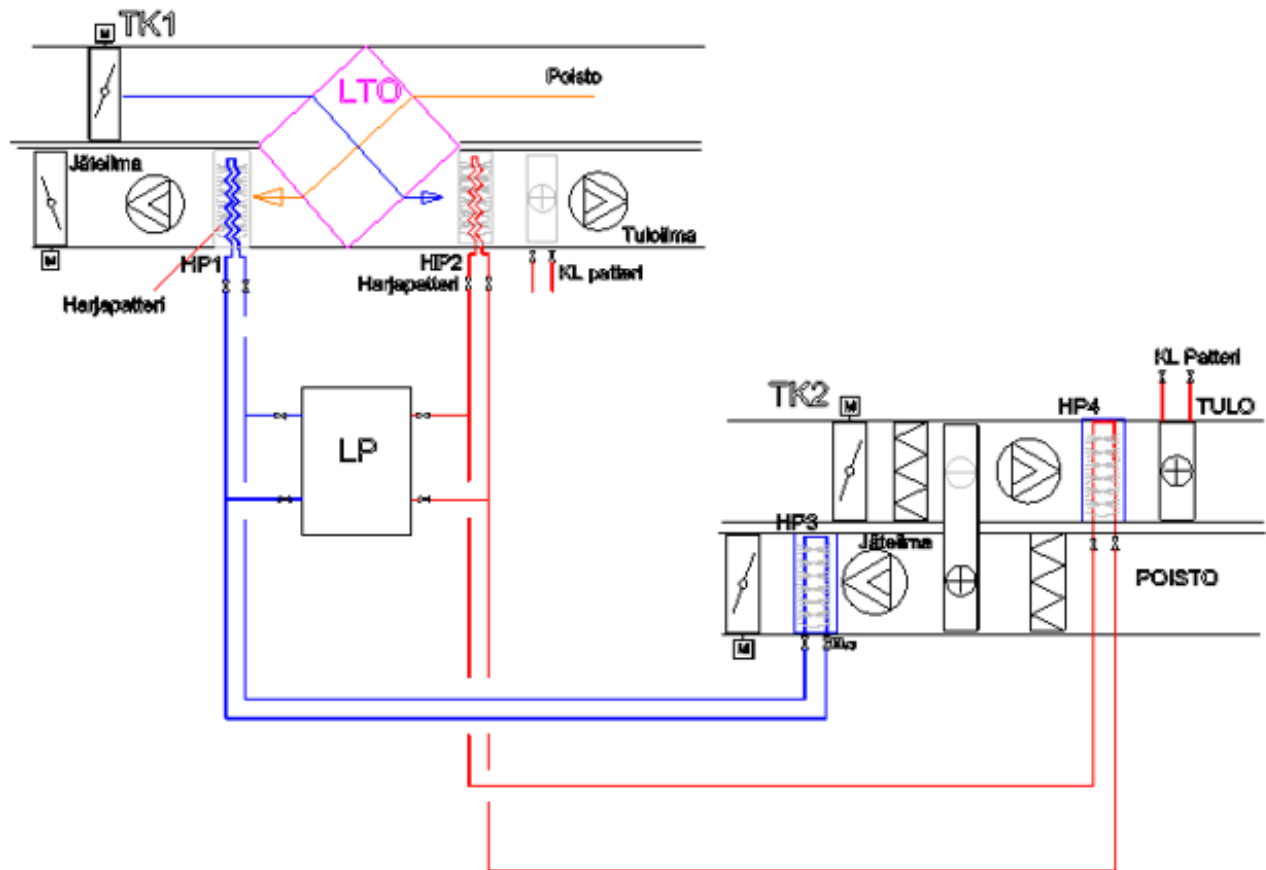 M TK1
LTO
Poisto
Jäteilma
Tuloilma
HP1
HP2
KL patteri
Harjapatteri
Harjapatteri
M
LP
KL Patteri
TK2
M
HP4
TULO
HP3
Jäteilma
POISTO
M